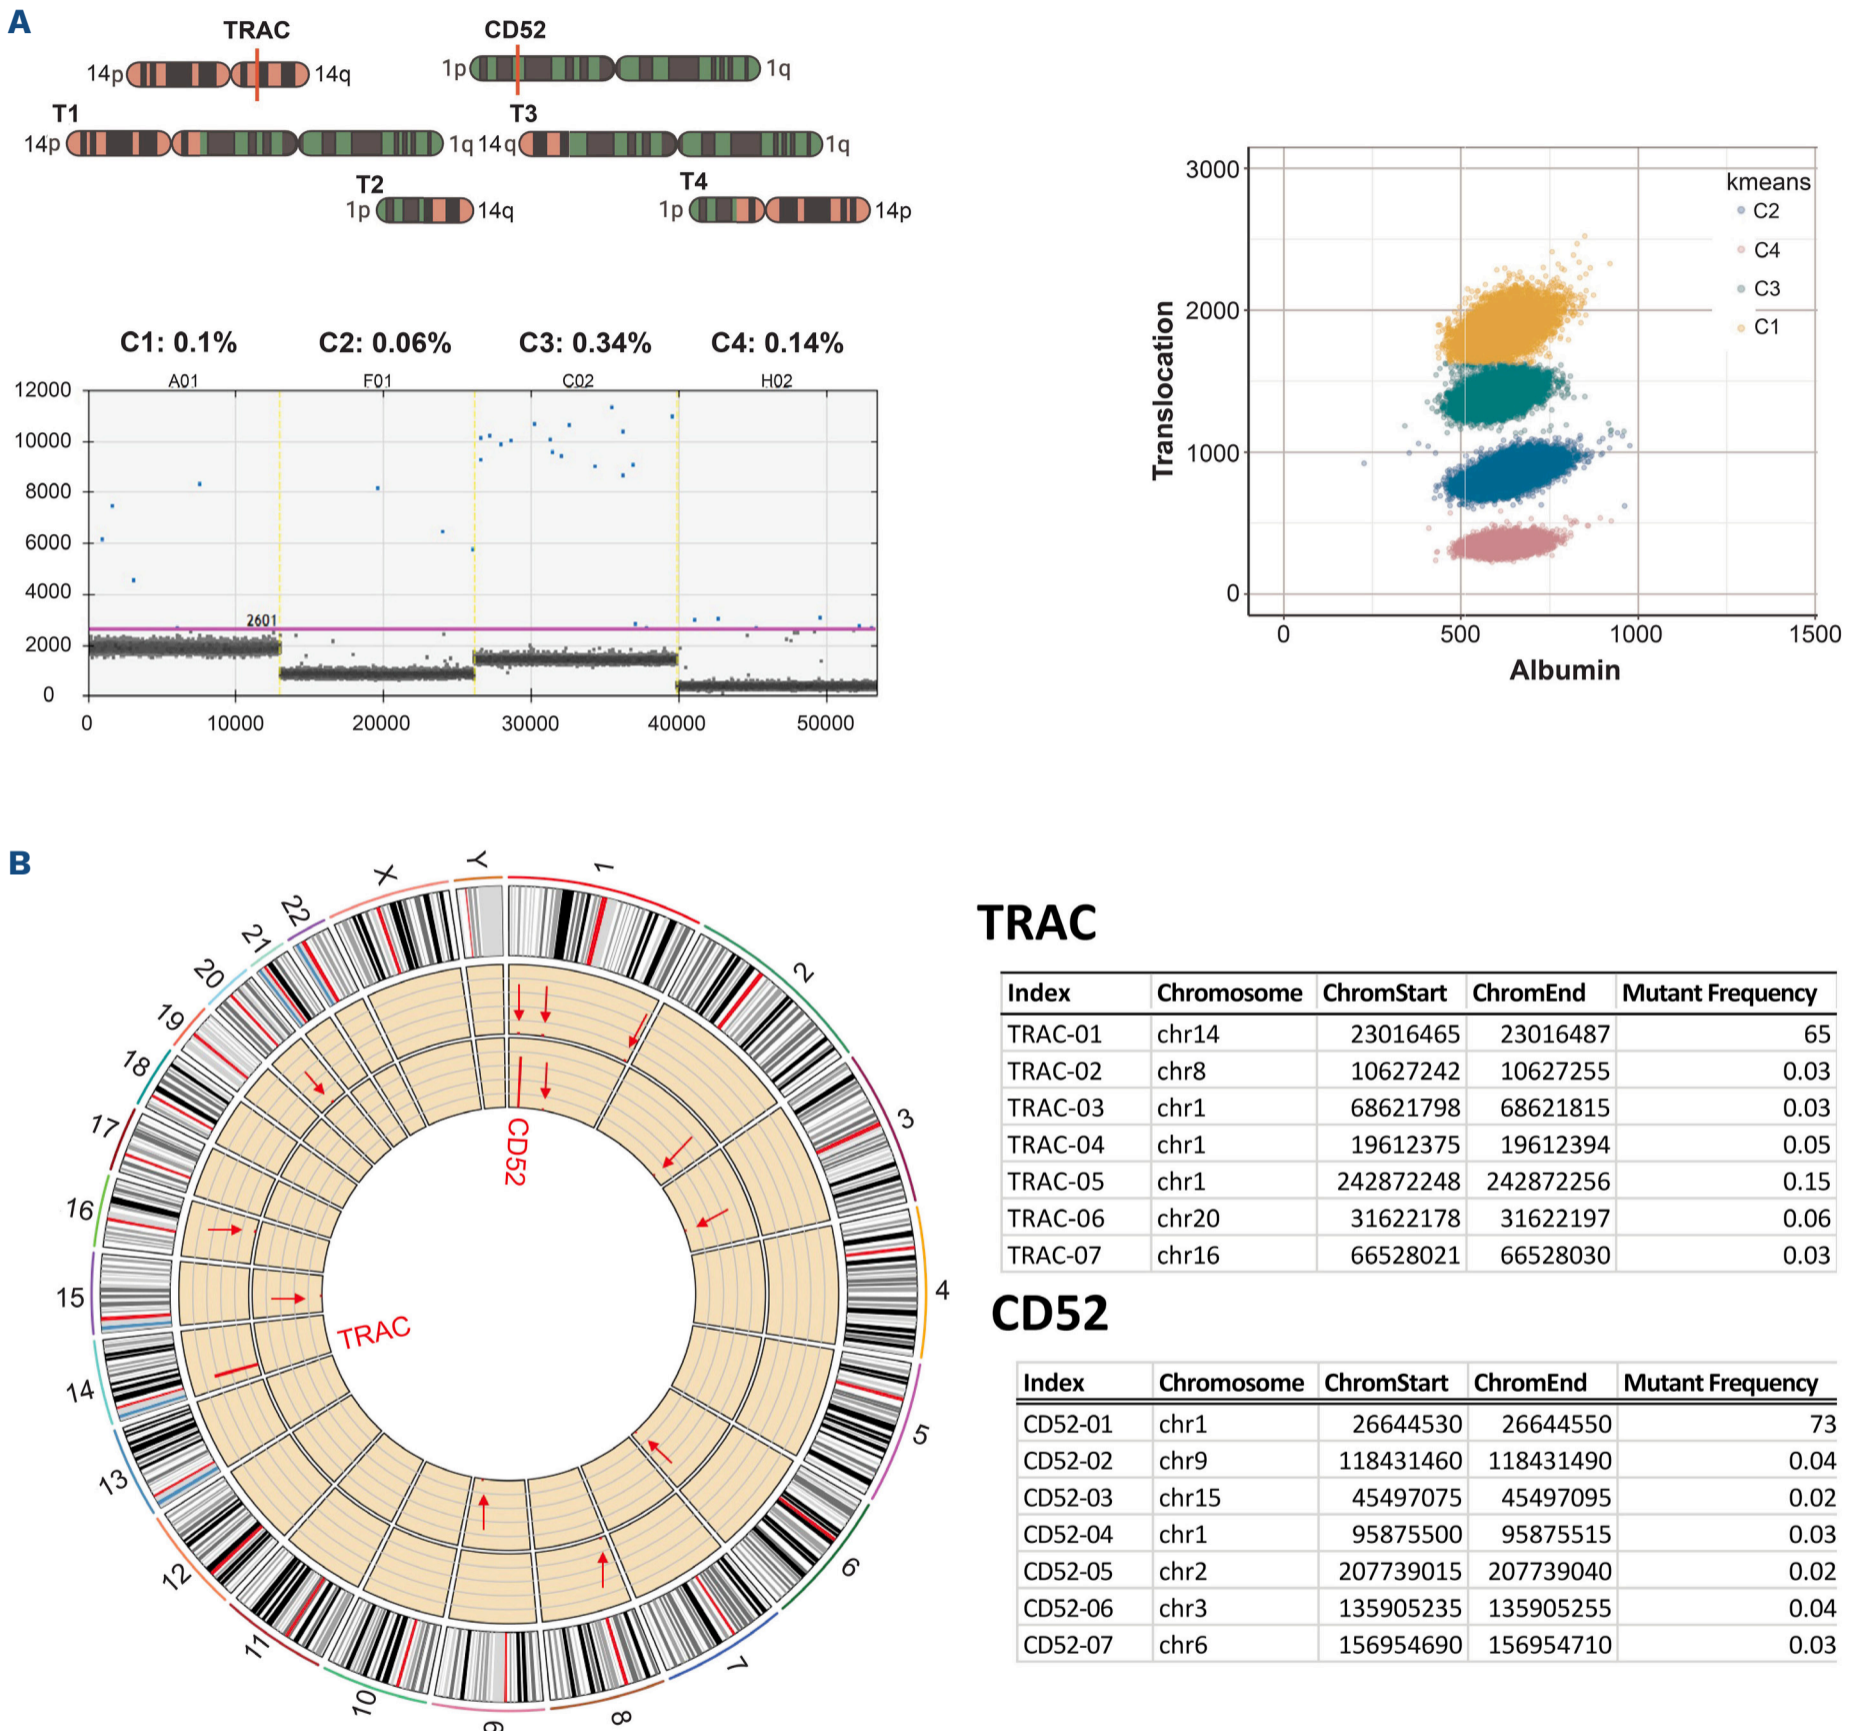 A
TRAC
CD52
14p
14q
1p
1q
T1
T3
14p
1q
14q
1q
T2
T4
1p
14q
1p
14p
C1: 0.1%
C2: 0.06%
C3: 0.34%
C4: 0.14%
A01
F01
C02
H02
12000
10000
8000
6000
4000
2000
0
2601
0
10000
20000
30000
40000
50000
3000
2000
1000
0
Translocation
0
500
1000
1500
Albumin
kmeans
C2
C4
C3
C1
B
1
2
3
4
5
6
7
8
9
10
11
12
13
14
15
16
17
18
19
20
21
22
X
Y
CD52
TRAC
TRAC
Index Chromosome ChromStart ChromEnd Mutant Frequency
TRAC-01 chr14 23016465 23016487 65
TRAC-02 chr8 10627242 10627255 0.03
TRAC-03 chr1 68621798 68621815 0.03
TRAC-04 chr1 19612375 19612394 0.05
TRAC-05 chr1 242872248 242872256 0.15
TRAC-06 chr20 31622178 31622197 0.06
TRAC-07 chr16 66528021 66528030 0.03
CD52
Index Chromosome ChromStart ChromEnd Mutant Frequency
CD52-01 chr1 26644530 26644550 73
CD52-02 chr9 118431460 118431490 0.04
CD52-03 chr15 45497075 45497095 0.02
CD52-04 chr1 95875500 95875515 0.03
CD52-05 chr2 207739015 207739040 0.02
CD52-06 chr3 135905235 135905255 0.04
CD52-07 chr6 156954690 156954710 0.03